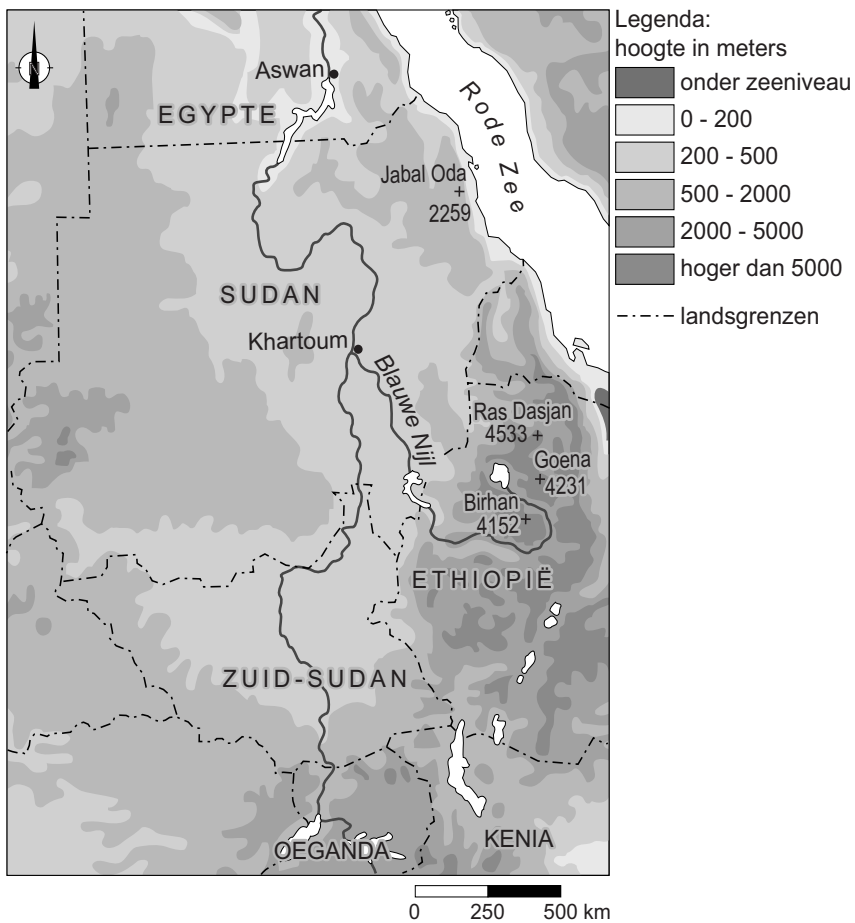 N
Aswan
EGYPTE
Rode Zee
Jabal Oda
2259
SUDAN
Khartoum
Blauwe Nijl
Ras Dasjan
4533
Goena
4231
Birhan
4152
ETHIOPIË
ZUID-SUDAN
OEGANDA
KENIA
Legenda:
hoogte in meters
onder zeeniveau
0 - 200
200 - 500
500 - 2000
2000 - 5000
hoger dan 5000
landsgrenzen
0 250 500 km